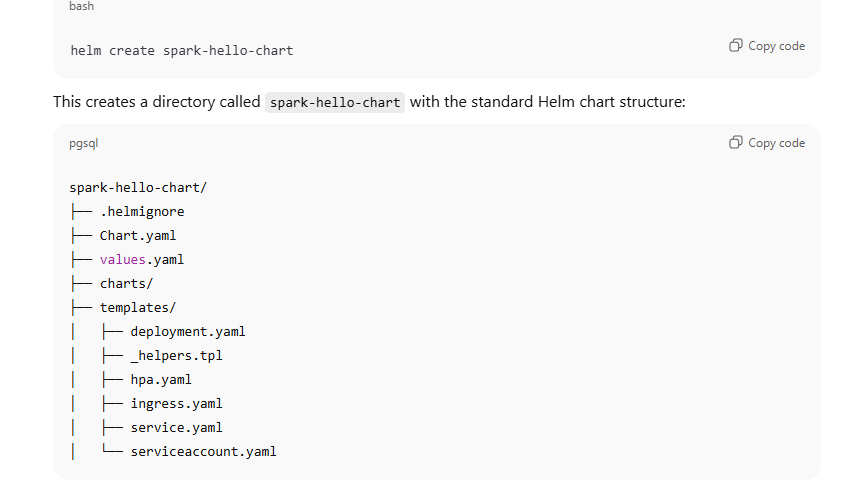 bash
Copy code
helm create spark-hello-chart
This creates a directory called spark-hello-chart with the standard Helm chart structure:
pgsql
Copy code
spark-hello-chart/
├── .helmignore
├── Chart.yaml
├── values.yaml
├── charts/
├── templates/
│   ├── deployment.yaml
│   ├── _helpers.tpl
│   ├── hpa.yaml
│   ├── ingress.yaml
│   ├── service.yaml
│   └── serviceaccount.yaml